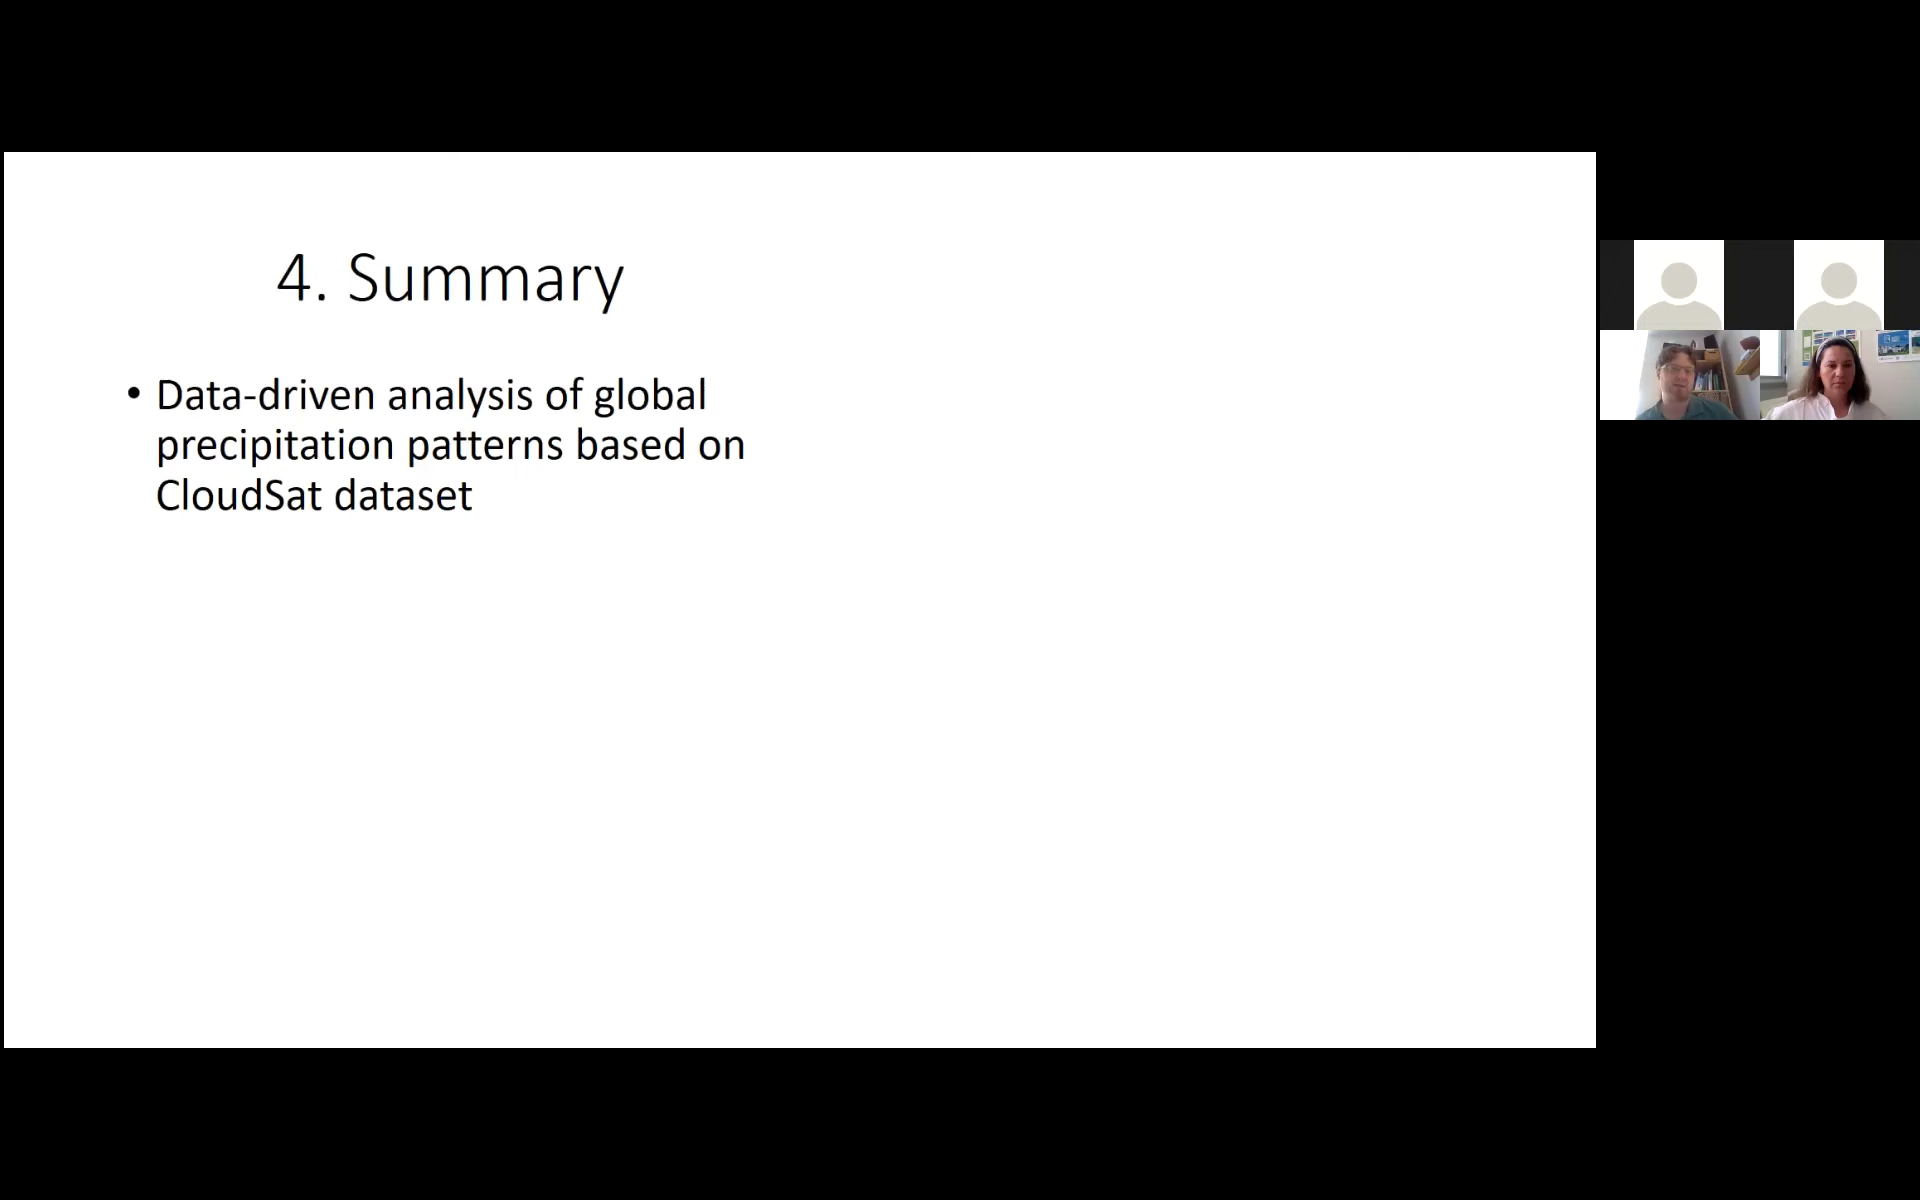 4. Summary
• Data-driven analysis of global
precipitation patterns based on
CloudSat dataset